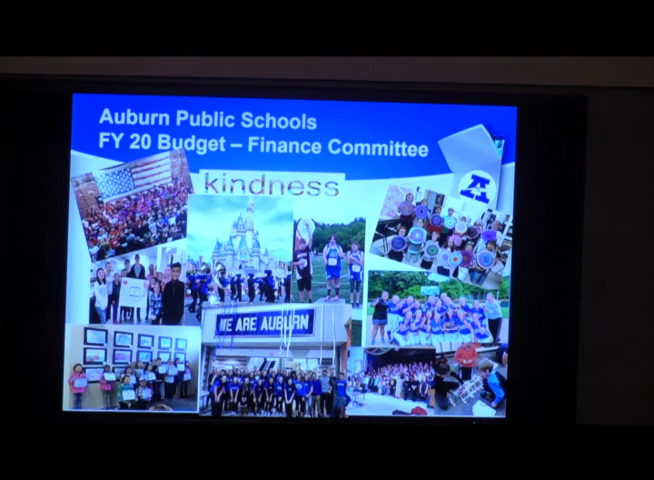 Auburn Public Schools
FY 20 Budget – Finance Committee
A
kindness
WE ARE AUBURN